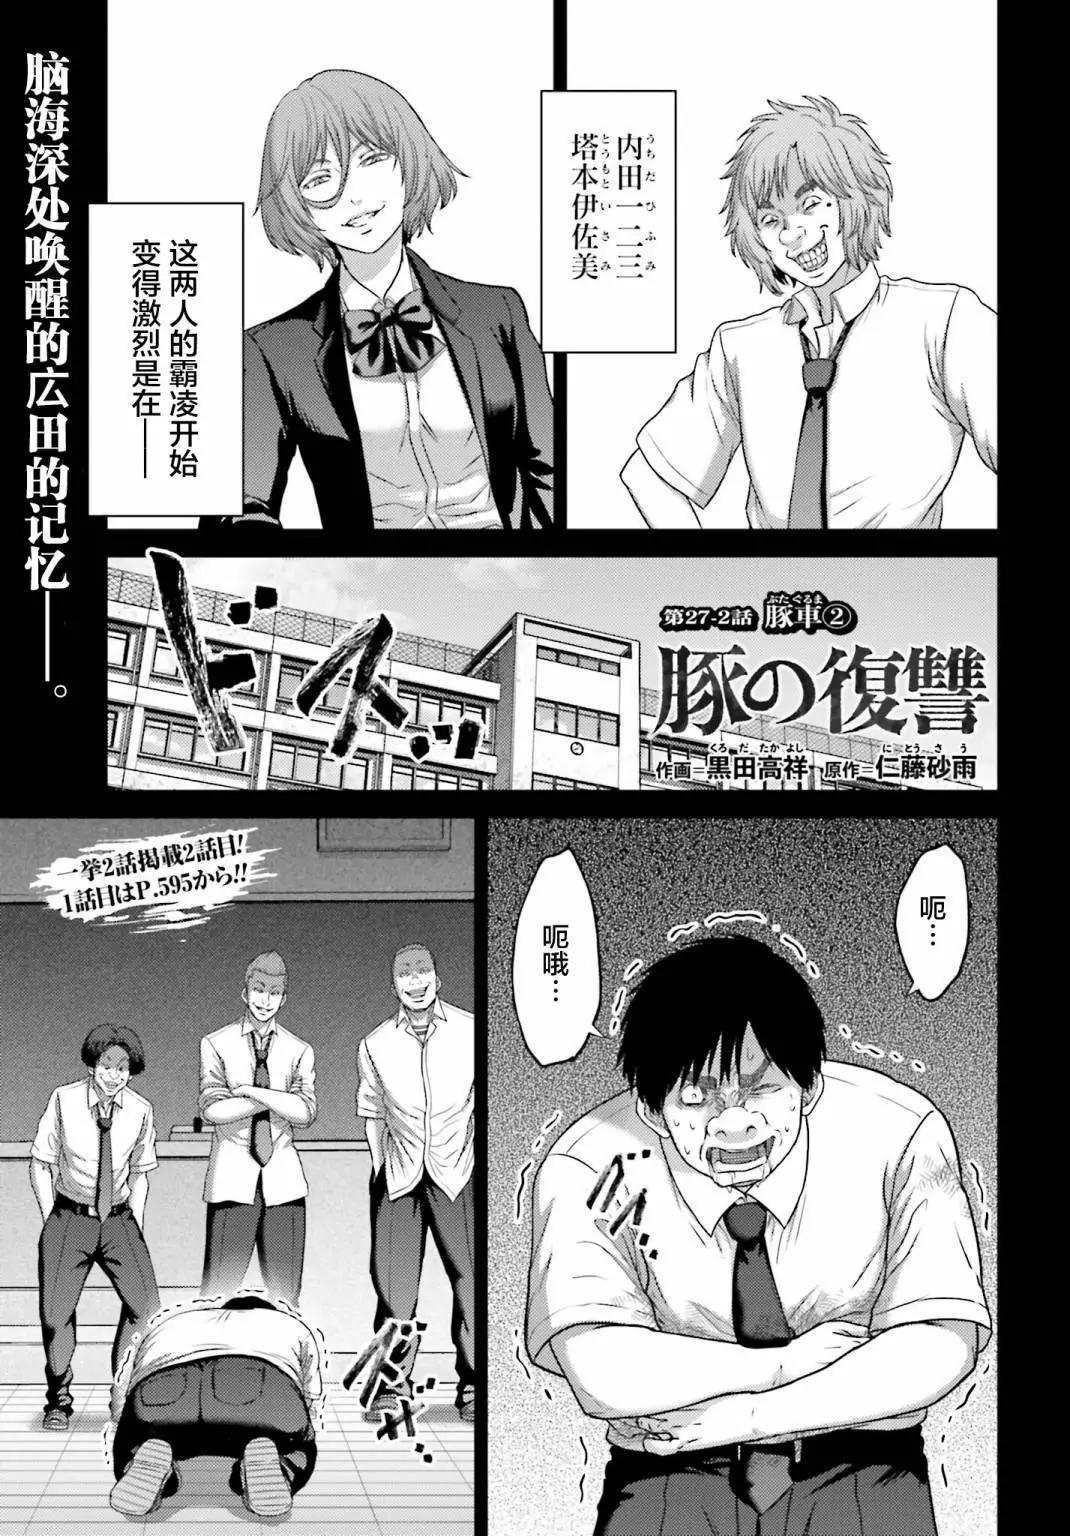 脑海深处唤醒的広田的记忆——。
内田一二三
うちだひふみ
塔本伊佐美
とうもといさみ
这两人的霸凌开始
变得激烈是在——
第27-2話 豚車②
ぶたぐるま
豚の復讐
作画=黒田高祥 原作=仁藤砂雨
くろだたかよし にとうさう
ドイッ
一挙2話掲載2話目!
1話目はP.595から!!
呃…
呃哦…